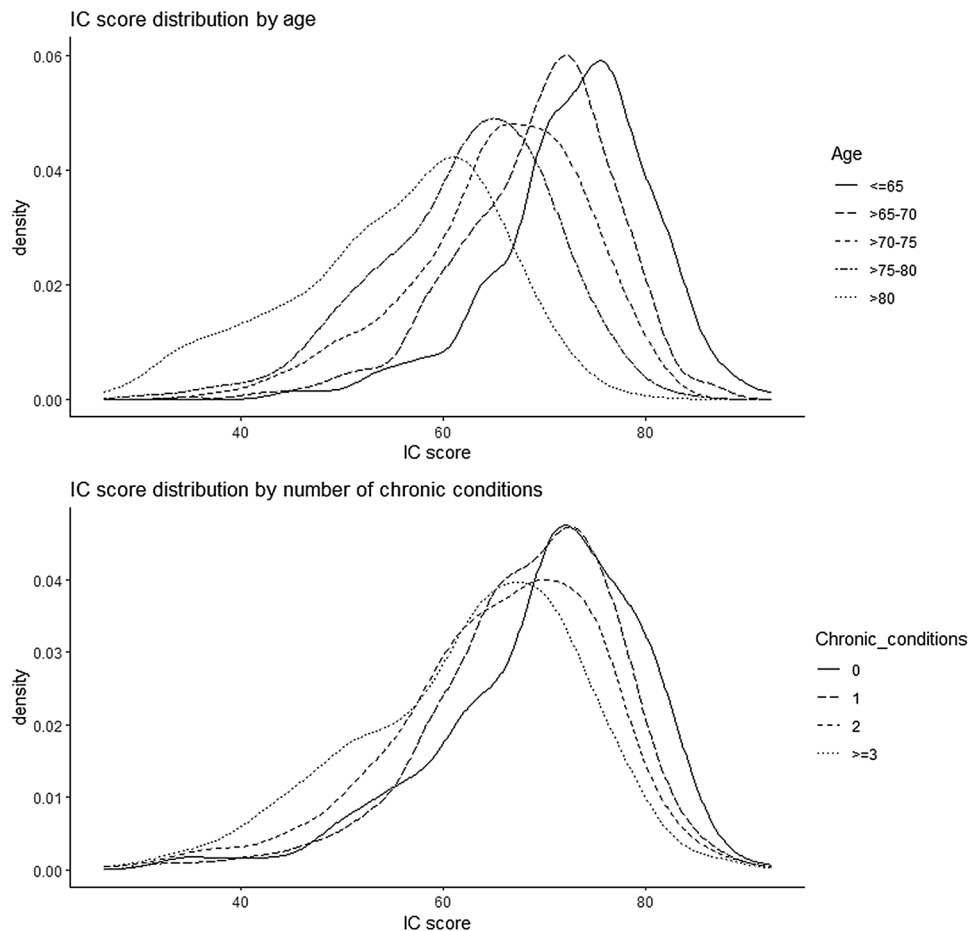 IC score distribution by age
0.06
0.04
0.02
0.00
density
40 60 80
IC score
Age
<=65
>65-70
>70-75
>75-80
>80
IC score distribution by number of chronic conditions
0.04
0.03
0.02
0.01
0.00
density
40 60 80
IC score
Chronic_conditions
0
1
2
>=3